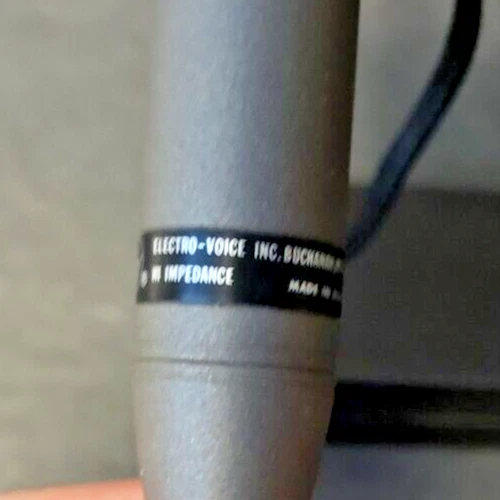 ELECTRO-VOICE INC. BUCHANAN,
HI IMPEDANCE MADE IN